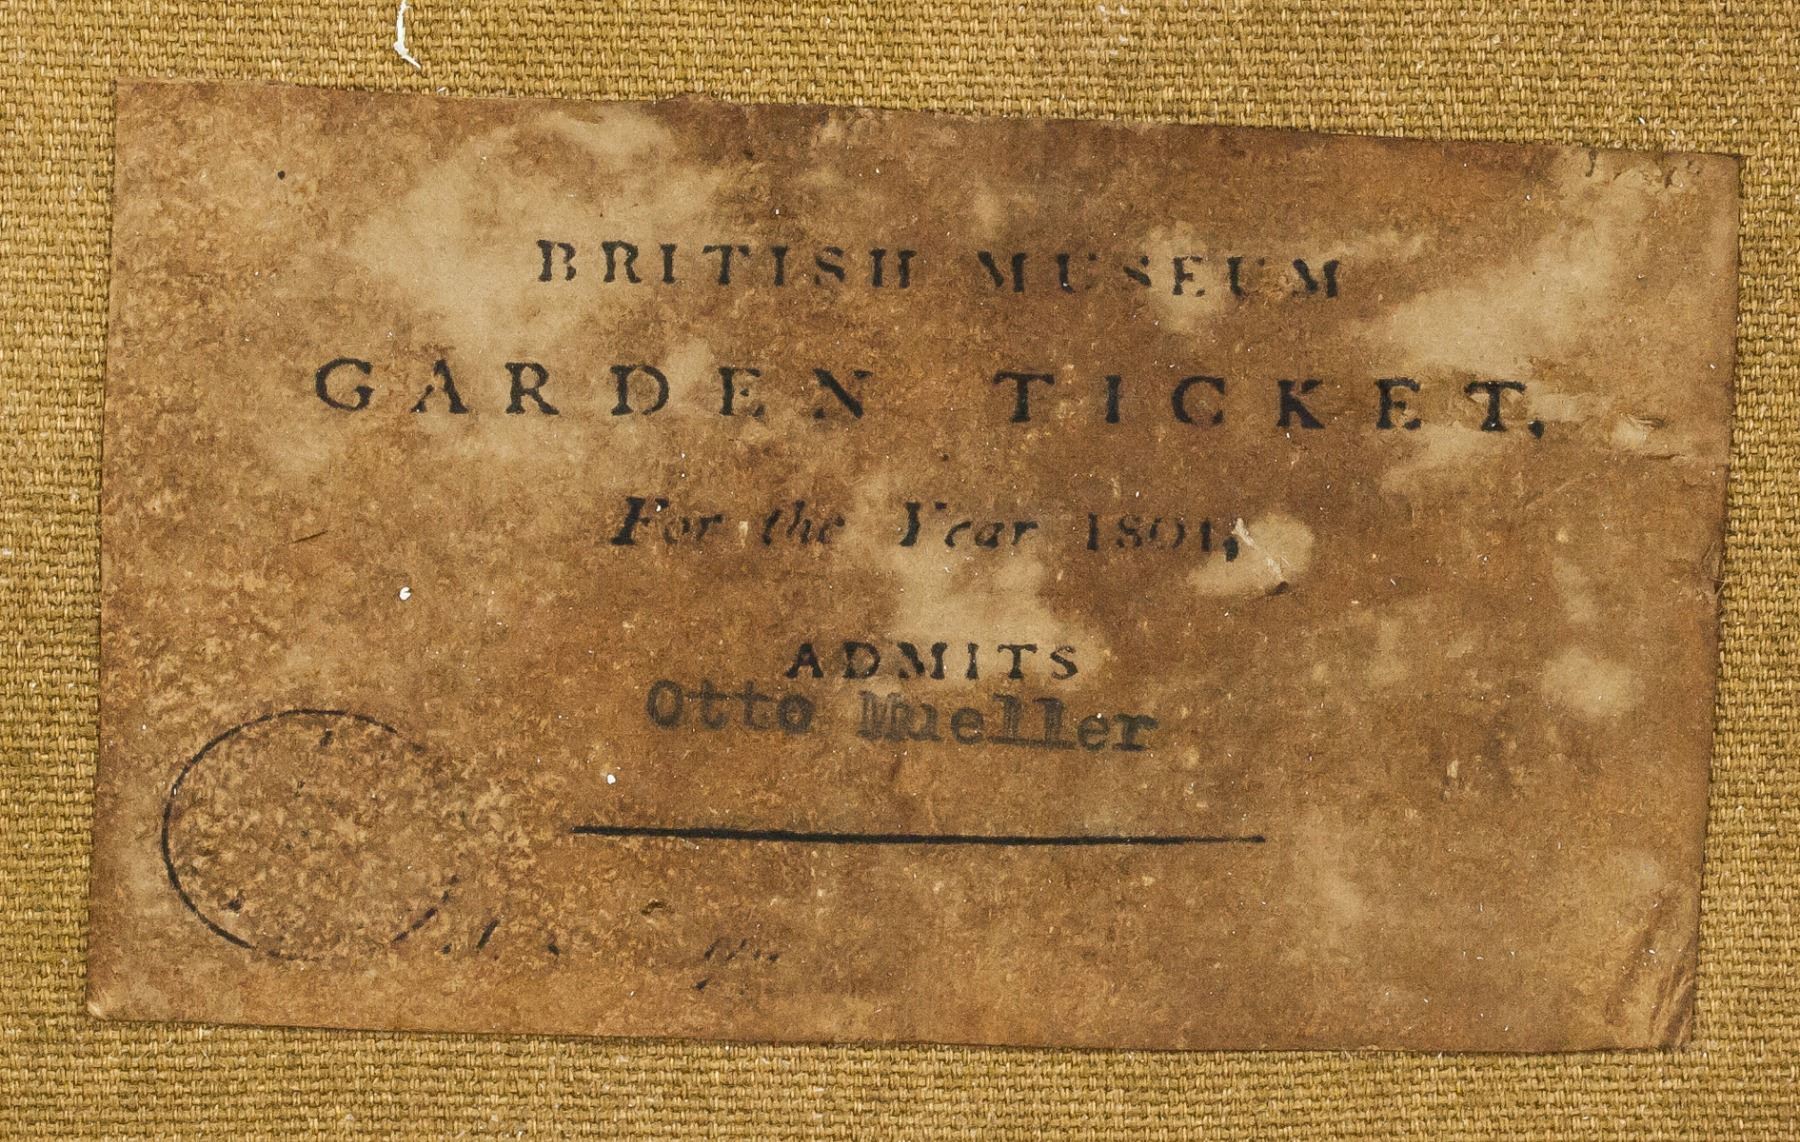 BRITISH MUSEUM
GARDEN TICKET,
For the Year 1801,
ADMITS
Otto Mueller